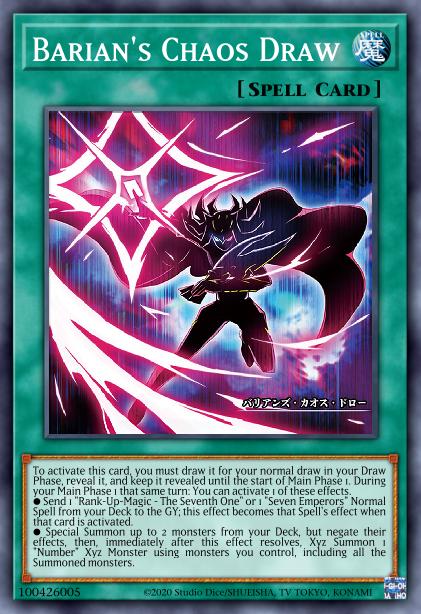 Barian's Chaos Draw
SPELL
魔
[ Spell Card ]
バリアンズ・カオス・ドロー
To activate this card, you must draw it for your normal draw in your Draw
Phase, reveal it, and keep it revealed until the start of Main Phase 1. During
your Main Phase 1 that same turn: You can activate 1 of these effects.
● Send 1 "Rank-Up-Magic - The Seventh One" or 1 "Seven Emperors" Normal
Spell from your Deck to the GY; this effect becomes that Spell's effect when
that card is activated.
● Special Summon up to 2 monsters from your Deck, but negate their
effects, then, immediately after this effect resolves, Xyz Summon 1
"Number" Xyz Monster using monsters you control, including all the
Summoned monsters.
100426005
©2020 Studio Dice/SHUEISHA, TV TOKYO, KONAMI